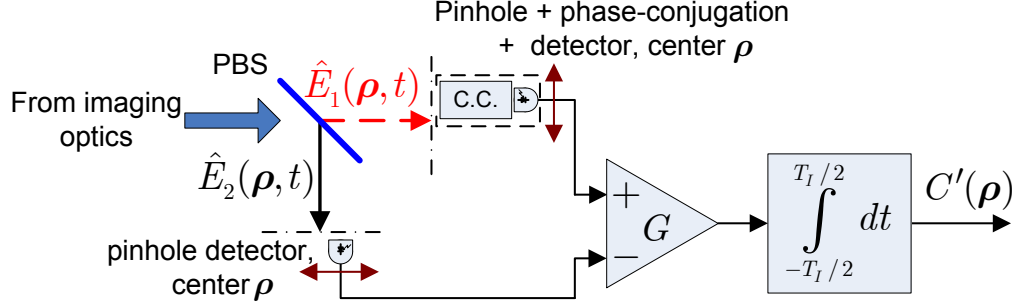 Pinhole + phase-conjugation
+ detector, center ρ
PBS
Ê₁(ρ, t)
C.C.
From imaging
optics
Ê₂(ρ, t)
pinhole detector,
center ρ
+
G
−
T_I / 2
∫ dt
−T_I / 2
C′(ρ)